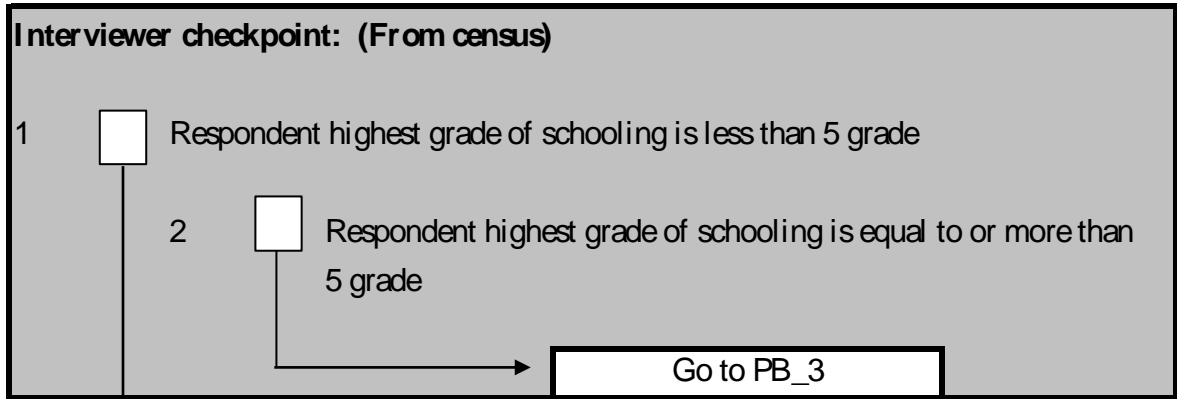 Interviewer checkpoint: (From census)
1 Respondent highest grade of schooling is less than 5 grade
2 Respondent highest grade of schooling is equal to or more than
5 grade
Go to PB_3